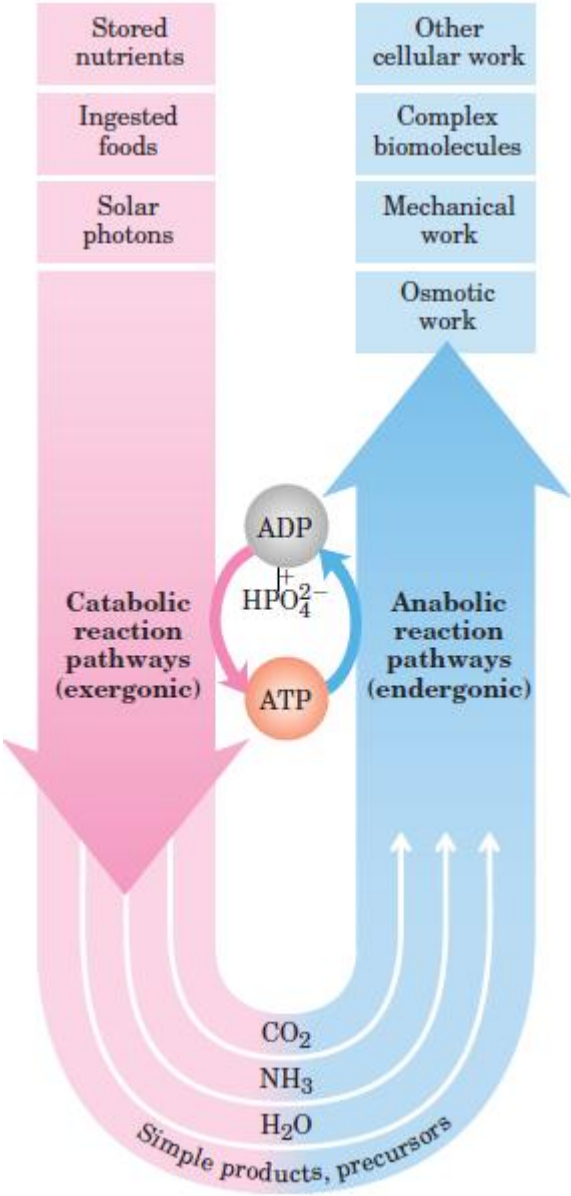 Stored
nutrients
Ingested
foods
Solar
photons
Other
cellular work
Complex
biomolecules
Mechanical
work
Osmotic
work
ADP
+
HPO₄²⁻
ATP
Catabolic
reaction
pathways
(exergonic)
Anabolic
reaction
pathways
(endergonic)
CO₂
NH₃
H₂O
Simple products, precursors